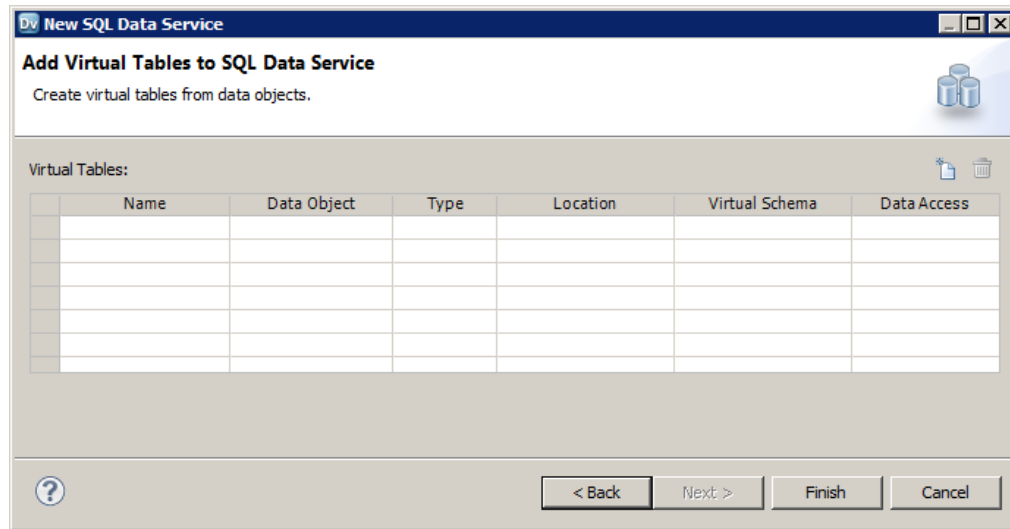 Dv New SQL Data Service
Add Virtual Tables to SQL Data Service
Create virtual tables from data objects.
Virtual Tables:
Name Data Object Type Location Virtual Schema Data Access
? < Back Next > Finish Cancel